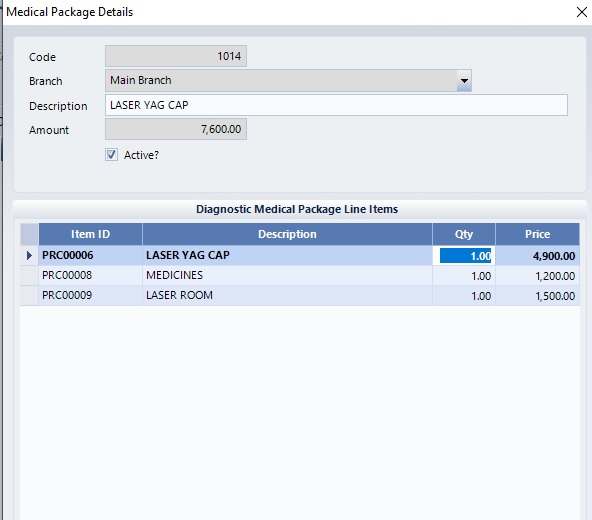 Medical Package Details
Code 1014
Branch Main Branch
Description LASER YAG CAP
Amount 7,600.00
Active?
Diagnostic Medical Package Line Items
Item ID Description Qty Price
PRC00006 LASER YAG CAP 1.00 4,900.00
PRC00008 MEDICINES 1.00 1,200.00
PRC00009 LASER ROOM 1.00 1,500.00